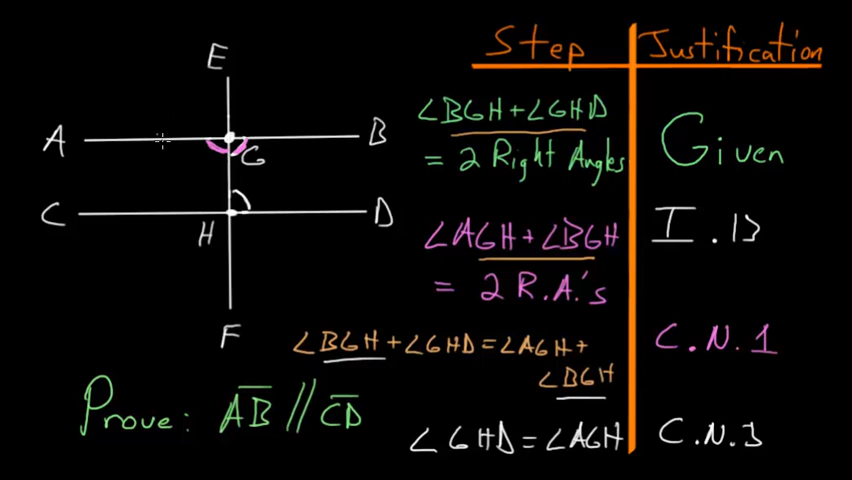 E
A
B
G
C
D
H
F
Prove: AB // CD
Step
Justification
∠BGH+∠GHD
= 2 Right Angles
Given
∠AGH+∠BGH
= 2 R.A.'s
I.13
∠BGH+∠GHD=∠AGH+
∠BGH
C.N.1
∠GHD=∠AGH
C.N.3